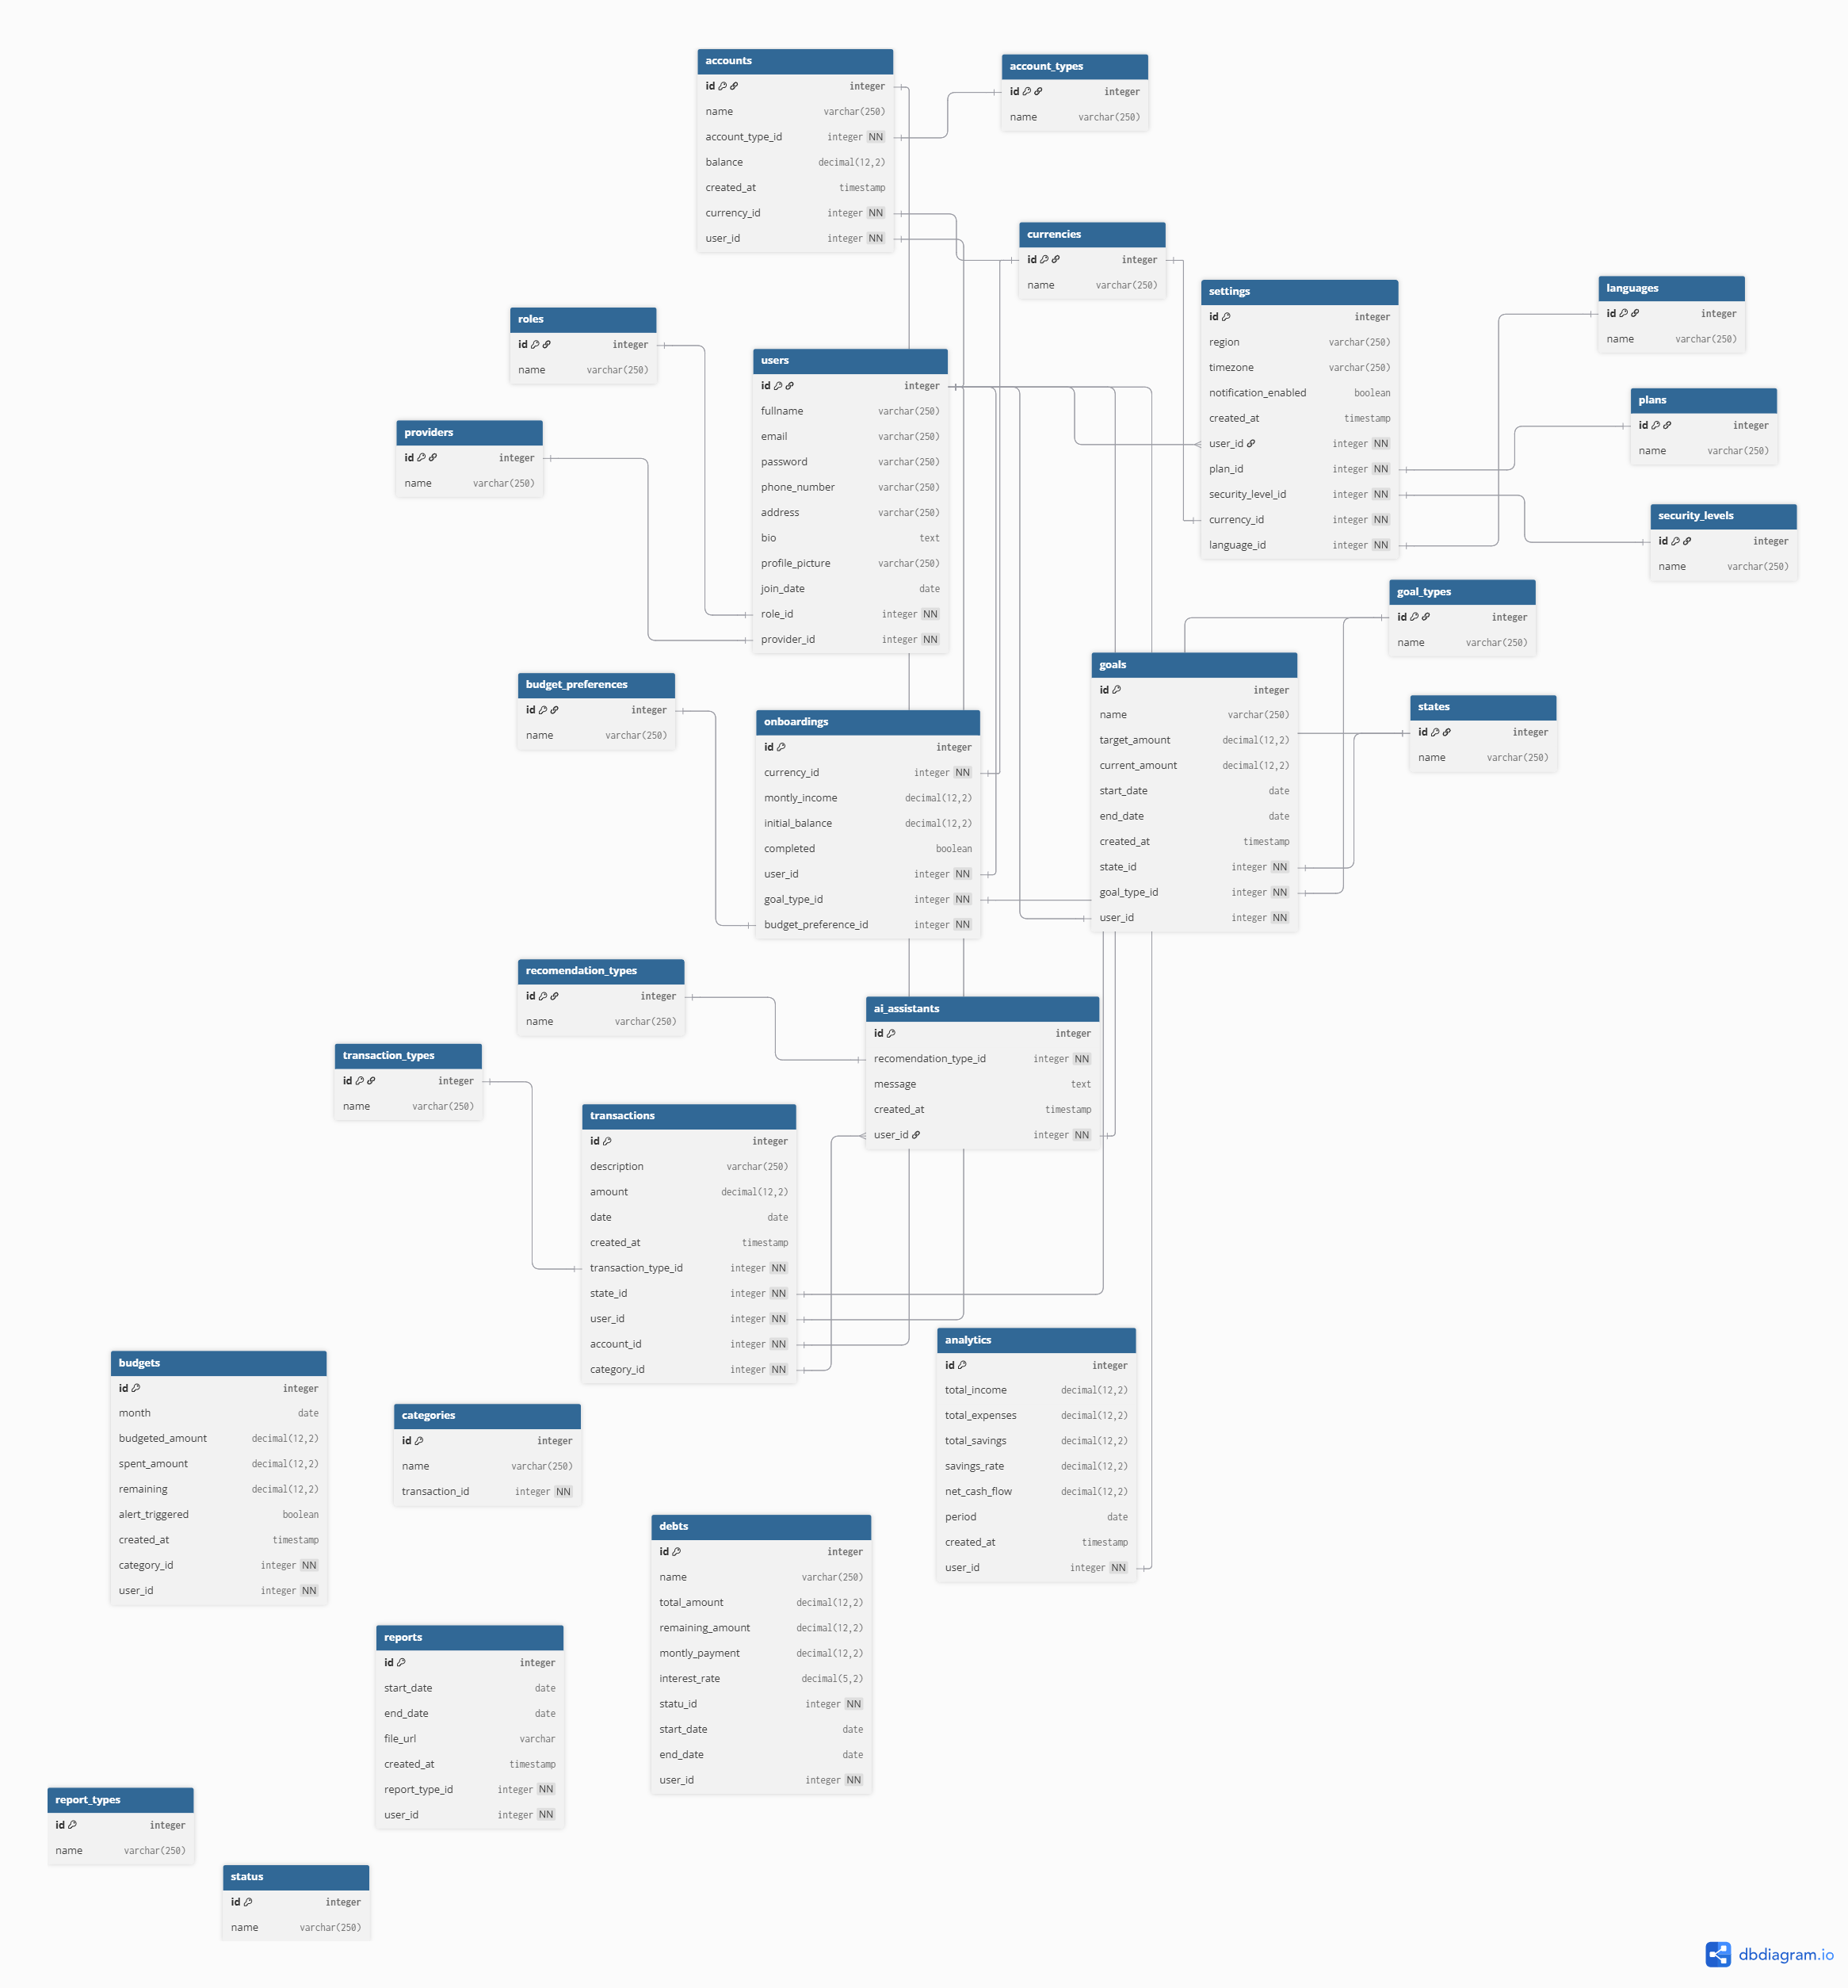 accounts
id integer
name varchar(250)
account_type_id integer NN
balance decimal(12,2)
created_at timestamp
currency_id integer NN
user_id integer NN
account_types
id integer
name varchar(250)
currencies
id integer
name varchar(250)
settings
id integer
region varchar(250)
timezone varchar(250)
notification_enabled boolean
created_at timestamp
user_id integer NN
plan_id integer NN
security_level_id integer NN
currency_id integer NN
language_id integer NN
languages
id integer
name varchar(250)
roles
id integer
name varchar(250)
users
id integer
fullname varchar(250)
email varchar(250)
password varchar(250)
phone_number varchar(250)
address varchar(250)
bio text
profile_picture varchar(250)
join_date date
role_id integer NN
provider_id integer NN
plans
id integer
name varchar(250)
providers
id integer
name varchar(250)
security_levels
id integer
name varchar(250)
goal_types
id integer
name varchar(250)
goals
id integer
name varchar(250)
target_amount decimal(12,2)
current_amount decimal(12,2)
start_date date
end_date date
created_at timestamp
state_id integer NN
goal_type_id integer NN
user_id integer NN
budget_preferences
id integer
name varchar(250)
states
id integer
name varchar(250)
onboardings
id integer
currency_id integer NN
montly_income decimal(12,2)
initial_balance decimal(12,2)
completed boolean
user_id integer NN
goal_type_id integer NN
budget_preference_id integer NN
recomendation_types
id integer
name varchar(250)
ai_assistants
id integer
recomendation_type_id integer NN
message text
created_at timestamp
user_id integer NN
transaction_types
id integer
name varchar(250)
transactions
id integer
description varchar(250)
amount decimal(12,2)
date date
created_at timestamp
transaction_type_id integer NN
state_id integer NN
user_id integer NN
account_id integer NN
category_id integer NN
analytics
id integer
total_income decimal(12,2)
total_expenses decimal(12,2)
total_savings decimal(12,2)
savings_rate decimal(12,2)
net_cash_flow decimal(12,2)
period date
created_at timestamp
user_id integer NN
budgets
id integer
month date
budgeted_amount decimal(12,2)
spent_amount decimal(12,2)
remaining decimal(12,2)
alert_triggered boolean
created_at timestamp
category_id integer NN
user_id integer NN
categories
id integer
name varchar(250)
transaction_id integer NN
debts
id integer
name varchar(250)
total_amount decimal(12,2)
remaining_amount decimal(12,2)
montly_payment decimal(12,2)
interest_rate decimal(5,2)
statu_id integer NN
start_date date
end_date date
user_id integer NN
reports
id integer
start_date date
end_date date
file_url varchar
created_at timestamp
report_type_id integer NN
user_id integer NN
report_types
id integer
name varchar(250)
status
id integer
name varchar(250)
dbdiagram.io